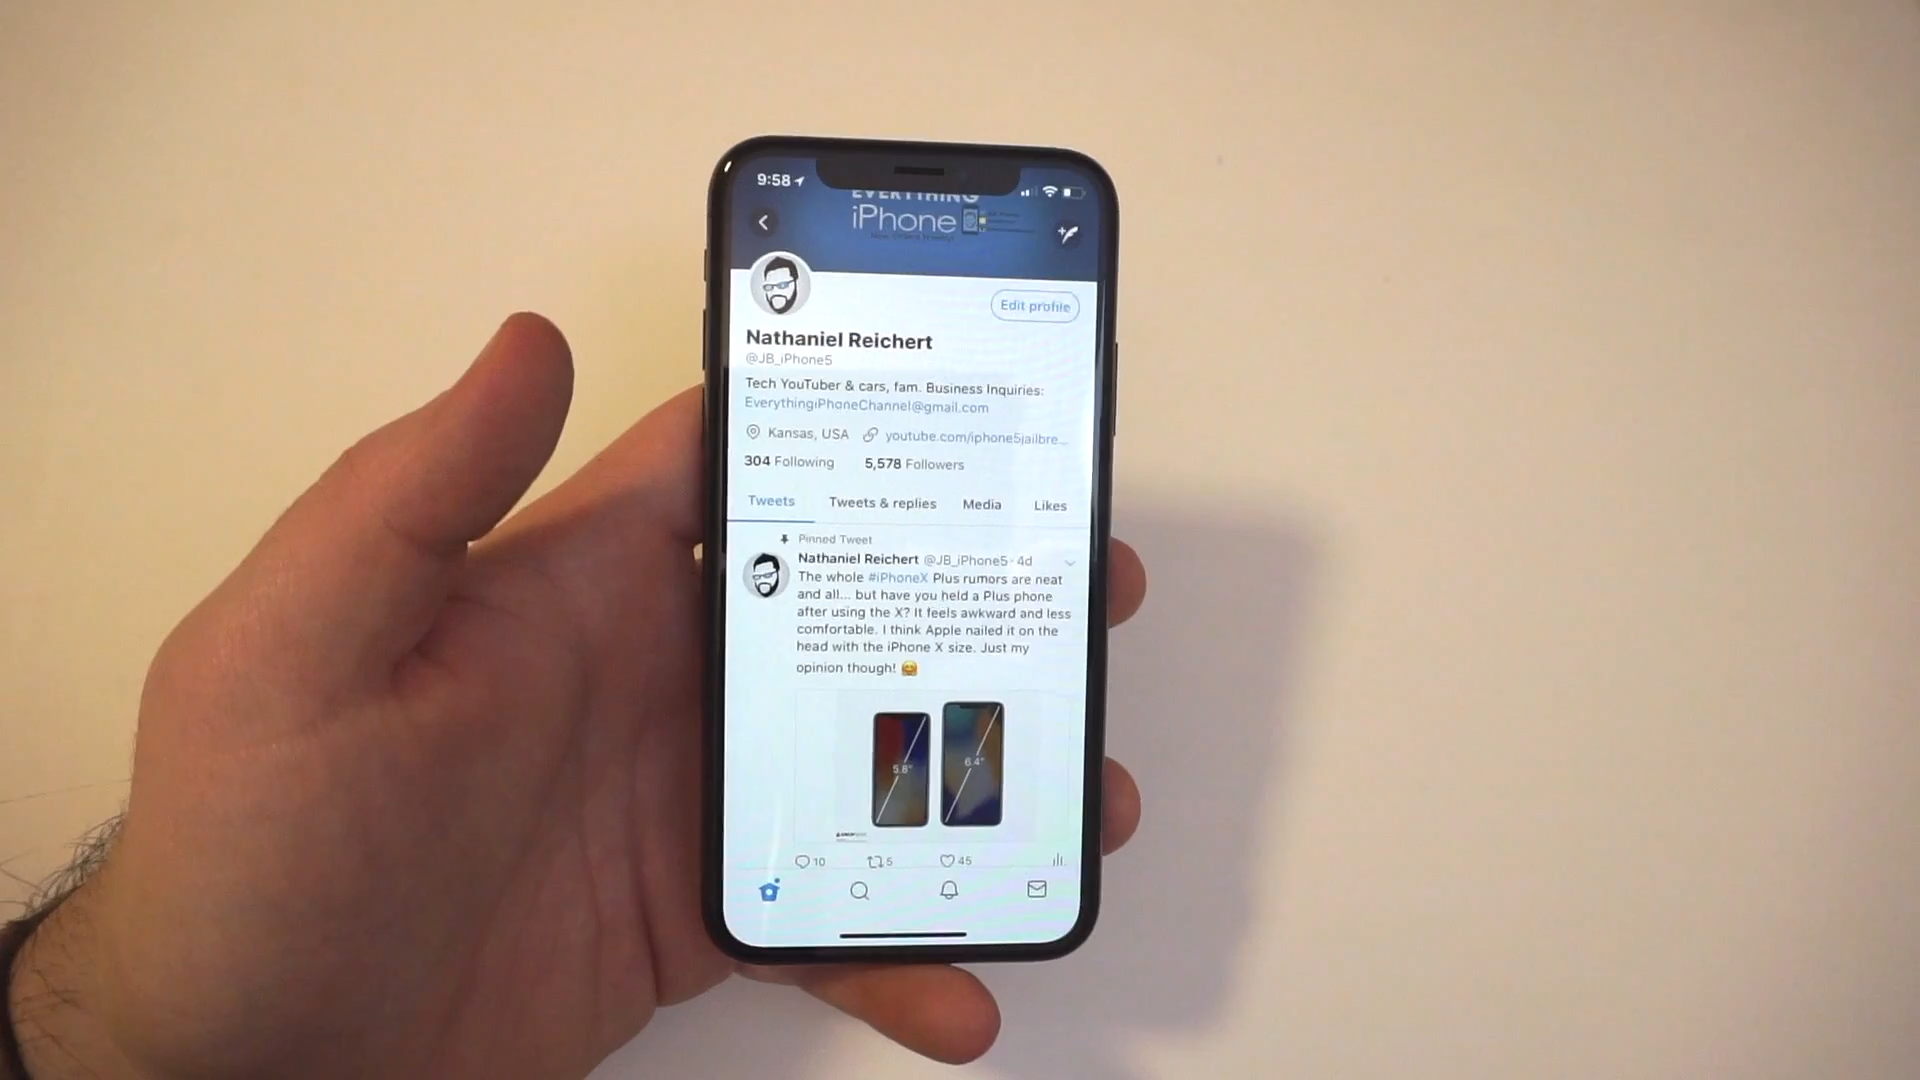 9:58
EVERYTHING
iPhone
Edit profile
Nathaniel Reichert
@JB_iPhone5
Tech YouTuber & cars, fam. Business Inquiries:
EverythingiPhoneChannel@gmail.com
Kansas, USA youtube.com/iphone5jailbre...
304 Following 5,578 Followers
Tweets Tweets & replies Media Likes
Pinned Tweet
Nathaniel Reichert @JB_iPhone5 · 4d
The whole #iPhoneX Plus rumors are neat
and all... but have you held a Plus phone
after using the X? It feels awkward and less
comfortable. I think Apple nailed it on the
head with the iPhone X size. Just my
opinion though! 🤗
5.8" 6.4"
10 5 45